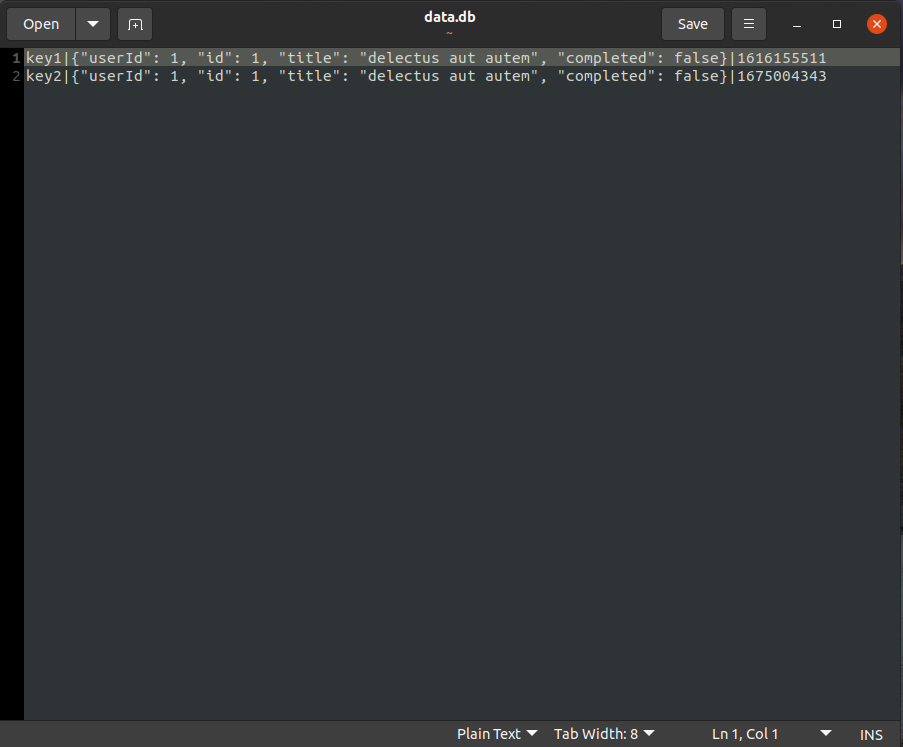 Open
data.db
~
Save
1 key1|{"userId": 1, "id": 1, "title": "delectus aut autem", "completed": false}|1616155511
2 key2|{"userId": 1, "id": 1, "title": "delectus aut autem", "completed": false}|1675004343
Plain Text Tab Width: 8 Ln 1, Col 1 INS